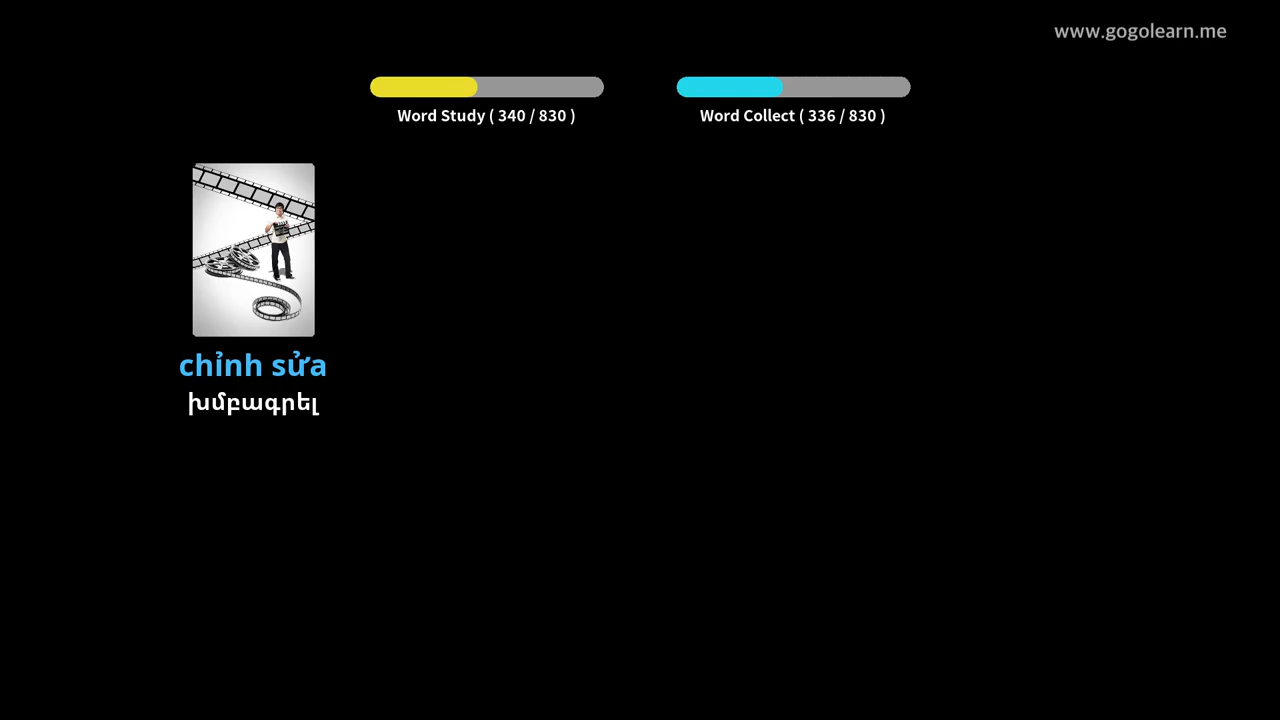 www.gogolearn.me
Word Study ( 340 / 830 )
Word Collect ( 336 / 830 )
chỉnh sửa
խմբագրել